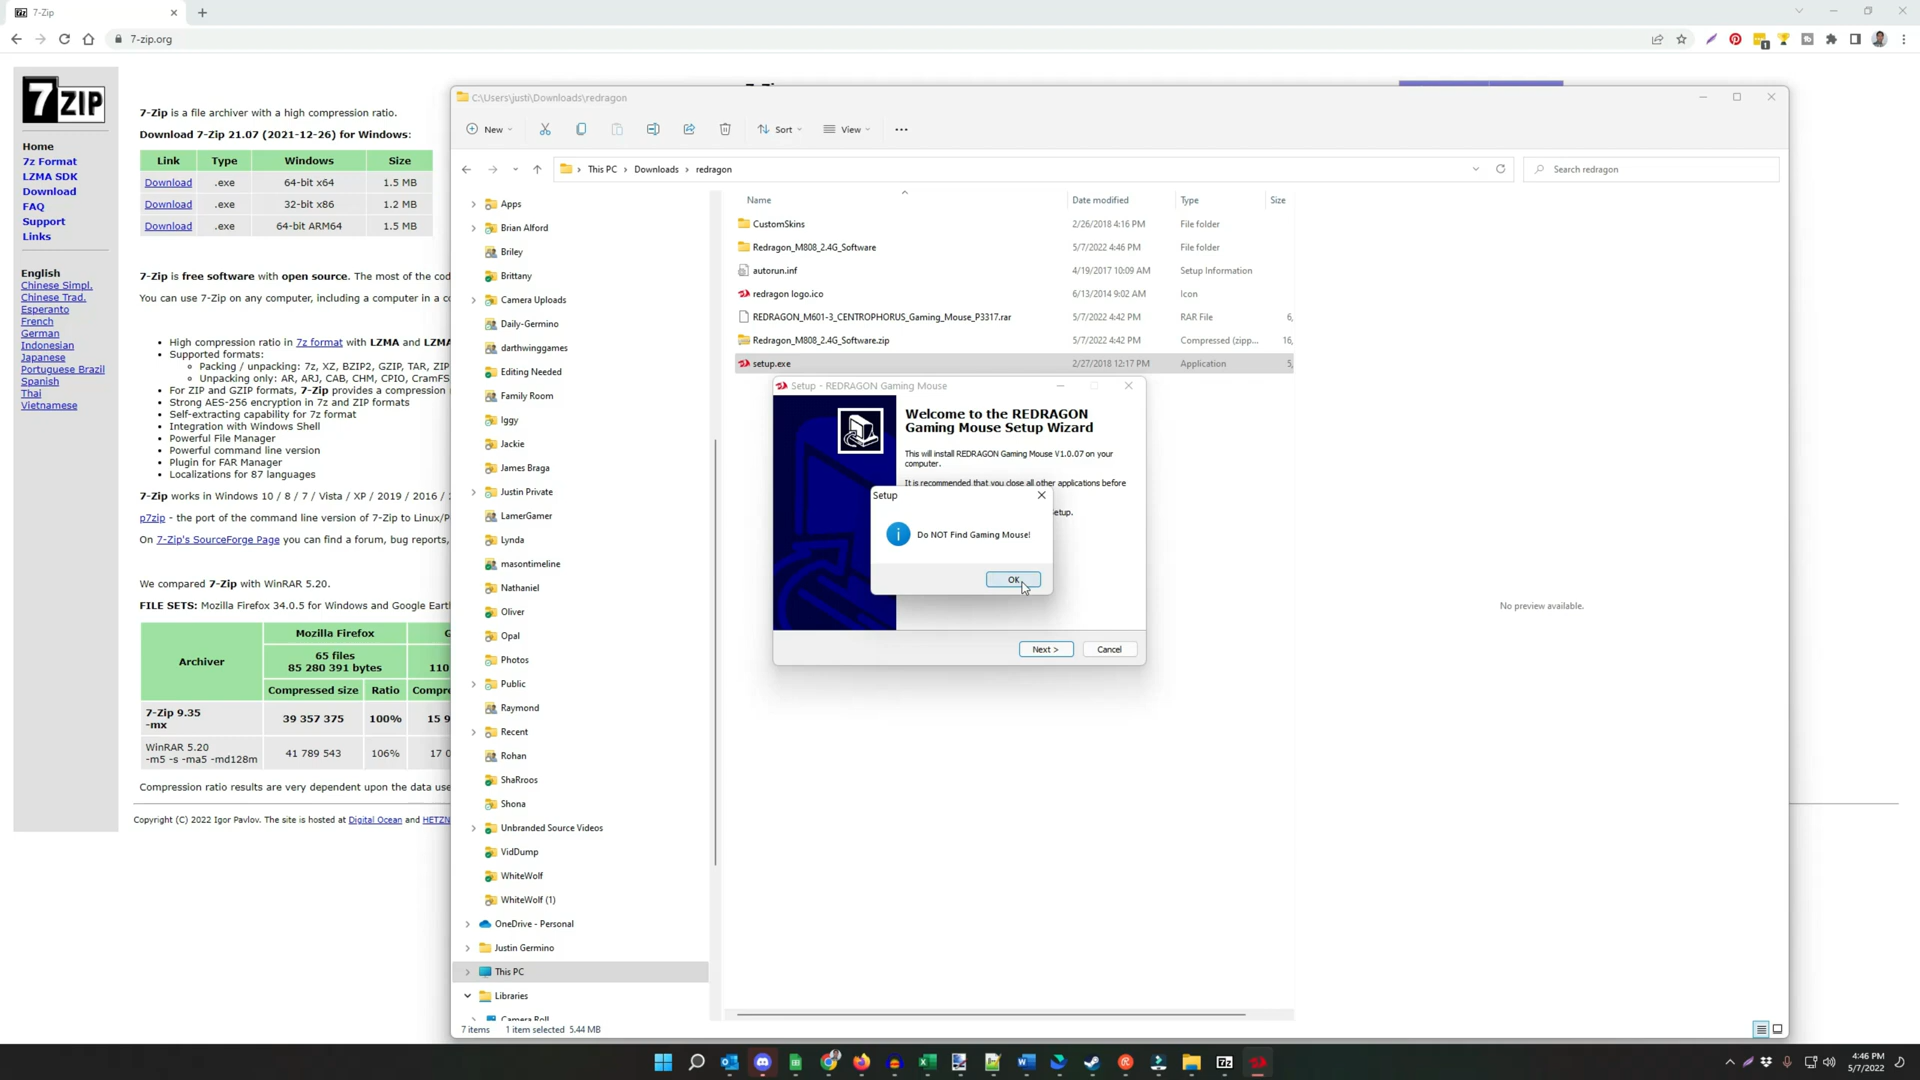 7-Zip
7-zip.org
7ZIP
Home
7z Format
LZMA SDK
Download
FAQ
Support
Links
English
Chinese Simpl.
Chinese Trad.
Esperanto
French
German
Indonesian
Japanese
Portuguese Brazil
Spanish
Thai
Vietnamese
7-Zip is a file archiver with a high compression ratio.
Download 7-Zip 21.07 (2021-12-26) for Windows:
Link Type Windows Size
Download .exe 64-bit x64 1.5 MB
Download .exe 32-bit x86 1.2 MB
Download .exe 64-bit ARM64 1.5 MB
7-Zip is free software with open source. The most of the cod
You can use 7-Zip on any computer, including a computer in a c
High compression ratio in 7z format with LZMA and LZMA
Supported formats:
Packing / unpacking: 7z, XZ, BZIP2, GZIP, TAR, ZIP
Unpacking only: AR, ARJ, CAB, CHM, CPIO, CramFS
For ZIP and GZIP formats, 7-Zip provides a compression
Strong AES-256 encryption in 7z and ZIP formats
Self-extracting capability for 7z format
Integration with Windows Shell
Powerful File Manager
Powerful command line version
Plugin for FAR Manager
Localizations for 87 languages
7-Zip works in Windows 10 / 8 / 7 / Vista / XP / 2019 / 2016 /
p7zip - the port of the command line version of 7-Zip to Linux/P
On 7-Zip's SourceForge Page you can find a forum, bug reports,
We compared 7-Zip with WinRAR 5.20.
FILE SETS: Mozilla Firefox 34.0.5 for Windows and Google Eart
Archiver Mozilla Firefox G
65 files
85 280 391 bytes 110
Compressed size Ratio Compre
7-Zip 9.35
-mx 39 357 375 100% 15 9
WinRAR 5.20
-m5 -s -ma5 -md128m 41 789 543 106% 17 0
Compression ratio results are very dependent upon the data use
Copyright (C) 2022 Igor Pavlov. The site is hosted at Digital Ocean and HETZN
C:\Users\justi\Downloads\redragon
New Sort View
This PC > Downloads > redragon
Search redragon
Apps
Brian Alford
Briley
Brittany
Camera Uploads
Daily-Germino
darthwinggames
Editing Needed
Family Room
Iggy
Jackie
James Braga
Justin Private
LamerGamer
Lynda
masontimeline
Nathaniel
Oliver
Opal
Photos
Public
Raymond
Recent
Rohan
ShaRroos
Shona
Unbranded Source Videos
VidDump
WhiteWolf
WhiteWolf (1)
OneDrive - Personal
Justin Germino
This PC
Libraries
Camera Roll
Name Date modified Type Size
CustomSkins 2/26/2018 4:16 PM File folder
Redragon_M808_2.4G_Software 5/7/2022 4:46 PM File folder
autorun.inf 4/19/2017 10:09 AM Setup Information
redragon logo.ico 6/13/2014 9:02 AM Icon
REDRAGON_M601-3_CENTROPHORUS_Gaming_Mouse_P3317.rar 5/7/2022 4:42 PM RAR File 6,
Redragon_M808_2.4G_Software.zip 5/7/2022 4:42 PM Compressed (zipp... 16,
setup.exe 2/27/2018 12:17 PM Application 5,
Setup - REDRAGON Gaming Mouse
Welcome to the REDRAGON
Gaming Mouse Setup Wizard
This will install REDRAGON Gaming Mouse V1.0.07 on your
computer.
It is recommended that you close all other applications before
etup.
Setup
Do NOT Find Gaming Mouse!
OK
Next >
Cancel
No preview available.
7 items 1 item selected 5.44 MB
4:46 PM
5/7/2022